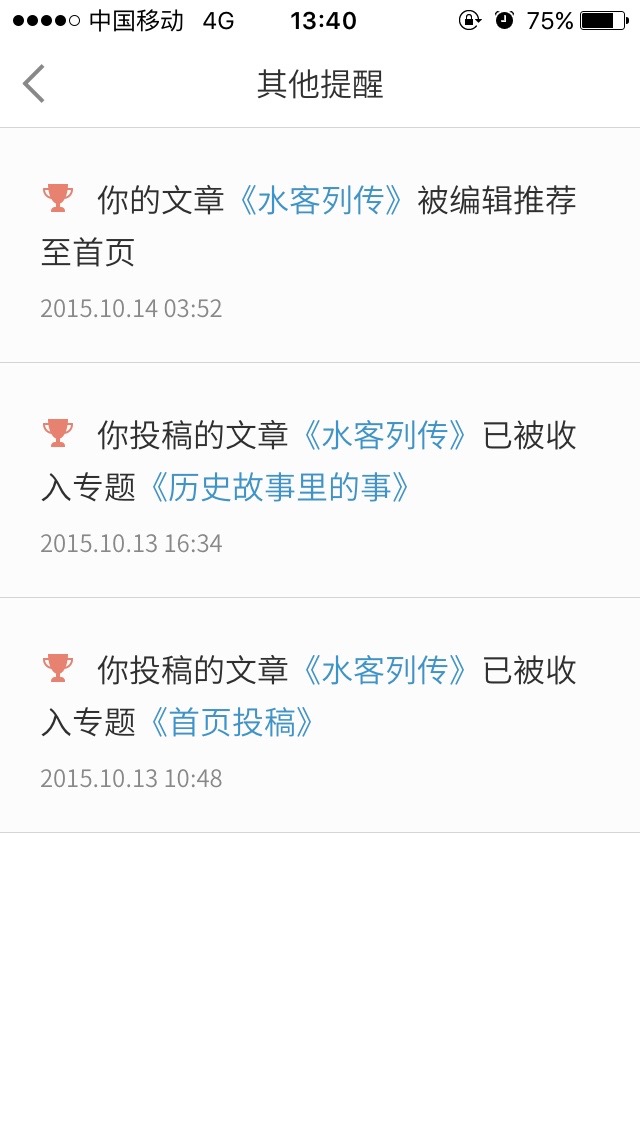 中国移动 4G 13:40 75%
其他提醒
你的文章《水客列传》被编辑推荐
至首页
2015.10.14 03:52
你投稿的文章《水客列传》已被收
入专题《历史故事里的事》
2015.10.13 16:34
你投稿的文章《水客列传》已被收
入专题《首页投稿》
2015.10.13 10:48